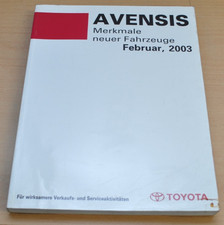 AVENSIS
Merkmale
neuer Fahrzeuge
Februar, 2003
Für wirksamere Verkaufs- und Serviceaktivitäten
TOYOTA